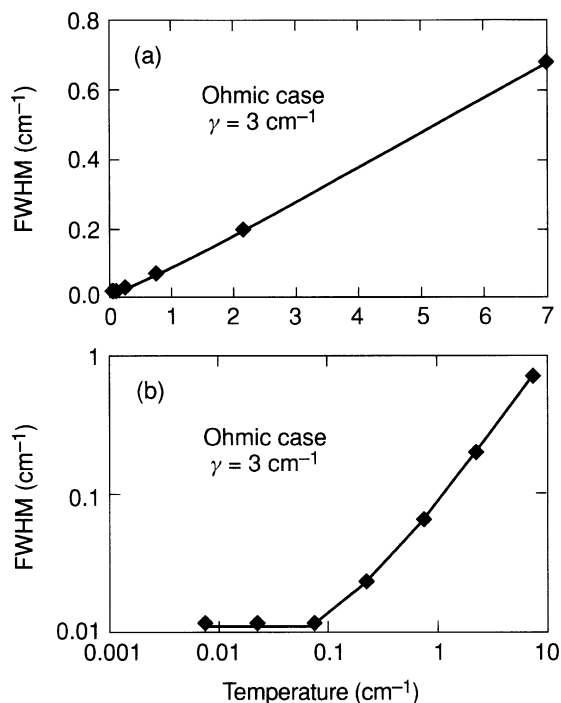 0.8
(a)
Ohmic case
γ = 3 cm⁻¹
0.6
0.4
0.2
0.0
FWHM (cm⁻¹)
0 1 2 3 4 5 6 7
1
(b)
Ohmic case
γ = 3 cm⁻¹
0.1
0.01
FWHM (cm⁻¹)
0.001 0.01 0.1 1 10
Temperature (cm⁻¹)